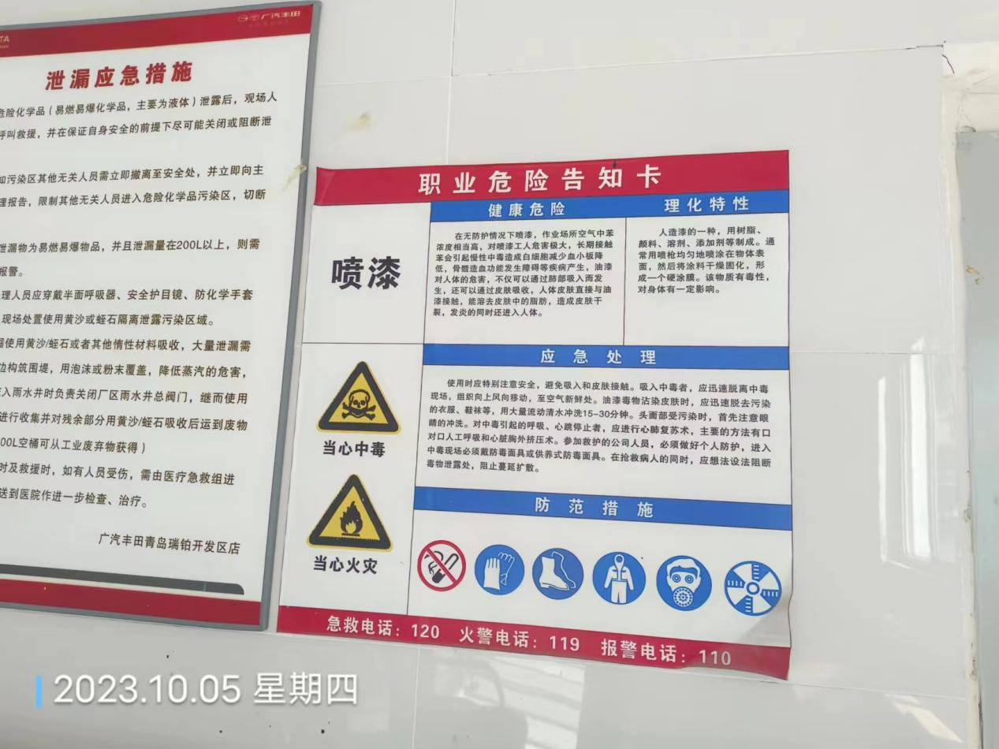 TA
广汽丰田
泄漏应急措施
危险化学品（易燃易爆化学品，主要为液体）泄露后，观场人
呼叫救援，并在保证自身安全的前提下尽可能关闭或阻断泄
知污染区其他无关人员需立即撤离至安全处，并立即向主
理报告，限制其他无关人员进入危险化学品污染区，切断
泄漏物为易燃易爆物品，并且泄漏量在200L以上，则需
报警。
理人员应穿戴半面呼吸器、安全护目镜、防化学手套
现场处置使用黄沙或蛭石隔离泄露污染区域。
漏使用黄沙/蛭石或者其他惰性材料吸收，大量泄漏需
边构筑围堤，用泡沫或粉末覆盖，降低蒸汽的危害，
入雨水井时负责关闭厂区雨水井总阀门，继而使用
进行收集并对残余部分用黄沙/蛭石吸收后运到废物
00L空桶可从工业废弃物获得）
时及救援时，如有人员受伤，需由医疗急救组进
送到医院作进一步检查、治疗。
广汽丰田青岛瑞铂开发区店
职业危险告知卡
喷漆
健康危险
在无防护情况下喷漆，作业场所空气中苯
浓度相当高，对喷漆工人危害极大，长期接触
苯会引起慢性中毒造成白细胞减少血小板降
低，骨髓造血功能发生障碍等疾病产生，油漆
对人体的危害，不仅可以通过肺部吸入而发
生，还可以通过皮肤吸收，人体皮肤直接与油
漆接触，能溶去皮肤中的脂肪，造成皮肤干
裂，发炎的同时还进入人体。
理化特性
人造漆的一种，用树脂、
颜料、溶剂、添加剂等制成。通
常用喷枪均匀地喷涂在物体表
面，然后将涂料干燥固化，形
成一个硬涂膜。该物质有毒性，
对身体有一定影响。
当心中毒
当心火灾
应急处理
使用时应特别注意安全，避免吸入和皮肤接触。吸入中毒者，应迅速脱离中毒
现场，组织向上风向移动，至空气新鲜处。油漆毒物沾染皮肤时，应迅速脱去污染
的衣服、鞋袜等，用大量流动清水冲洗15-30分钟。头面部受污染时，首先注意眼
睛的冲洗。对中毒引起的呼吸、心跳停止者，应进行心肺复苏术，主要的方法有口
对口人工呼吸和心脏胸外挤压术。参加救护的公司人员，必须做好个人防护，进入
中毒现场必须戴防毒面具或供养式防毒面具。在抢救病人的同时，应想法设法阻断
毒物泄露处，阻止蔓延扩散。
防范措施
急救电话：120 火警电话：119 报警电话：110
2023.10.05 星期四